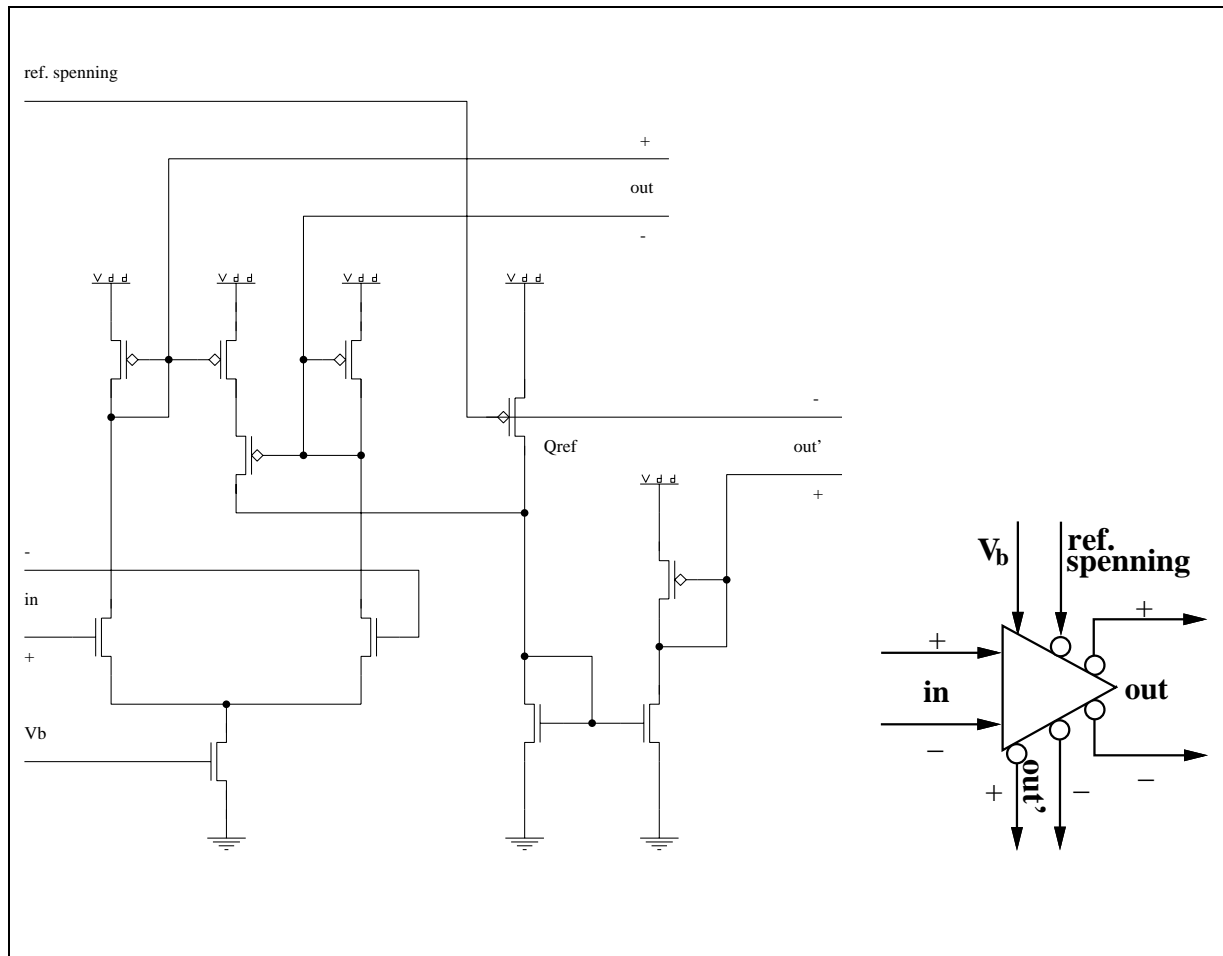 ref. spenning
+
out
-
Vdd
Vdd
Vdd
Vdd
-
Qref
out'
Vdd
+
-
in
+
Vb
Vb
ref.
spenning
+
+
in
out
-
+
out'
-
-